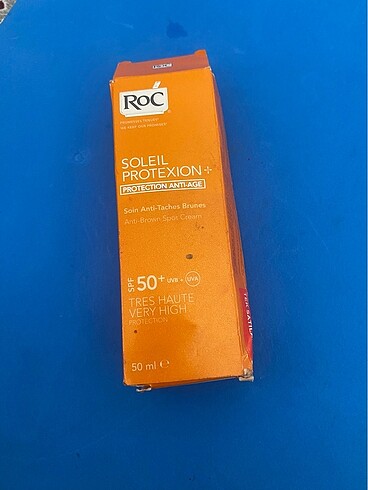 RoC
RoC
SOLEIL
PROTEXION+
PROTECTION ANTI-AGE
Soin Anti-Taches Brunes
Anti-Brown Spot Cream
SPF 50+ UVB + UVA
TRES HAUTE
VERY HIGH
PROTECTION
50 ml e